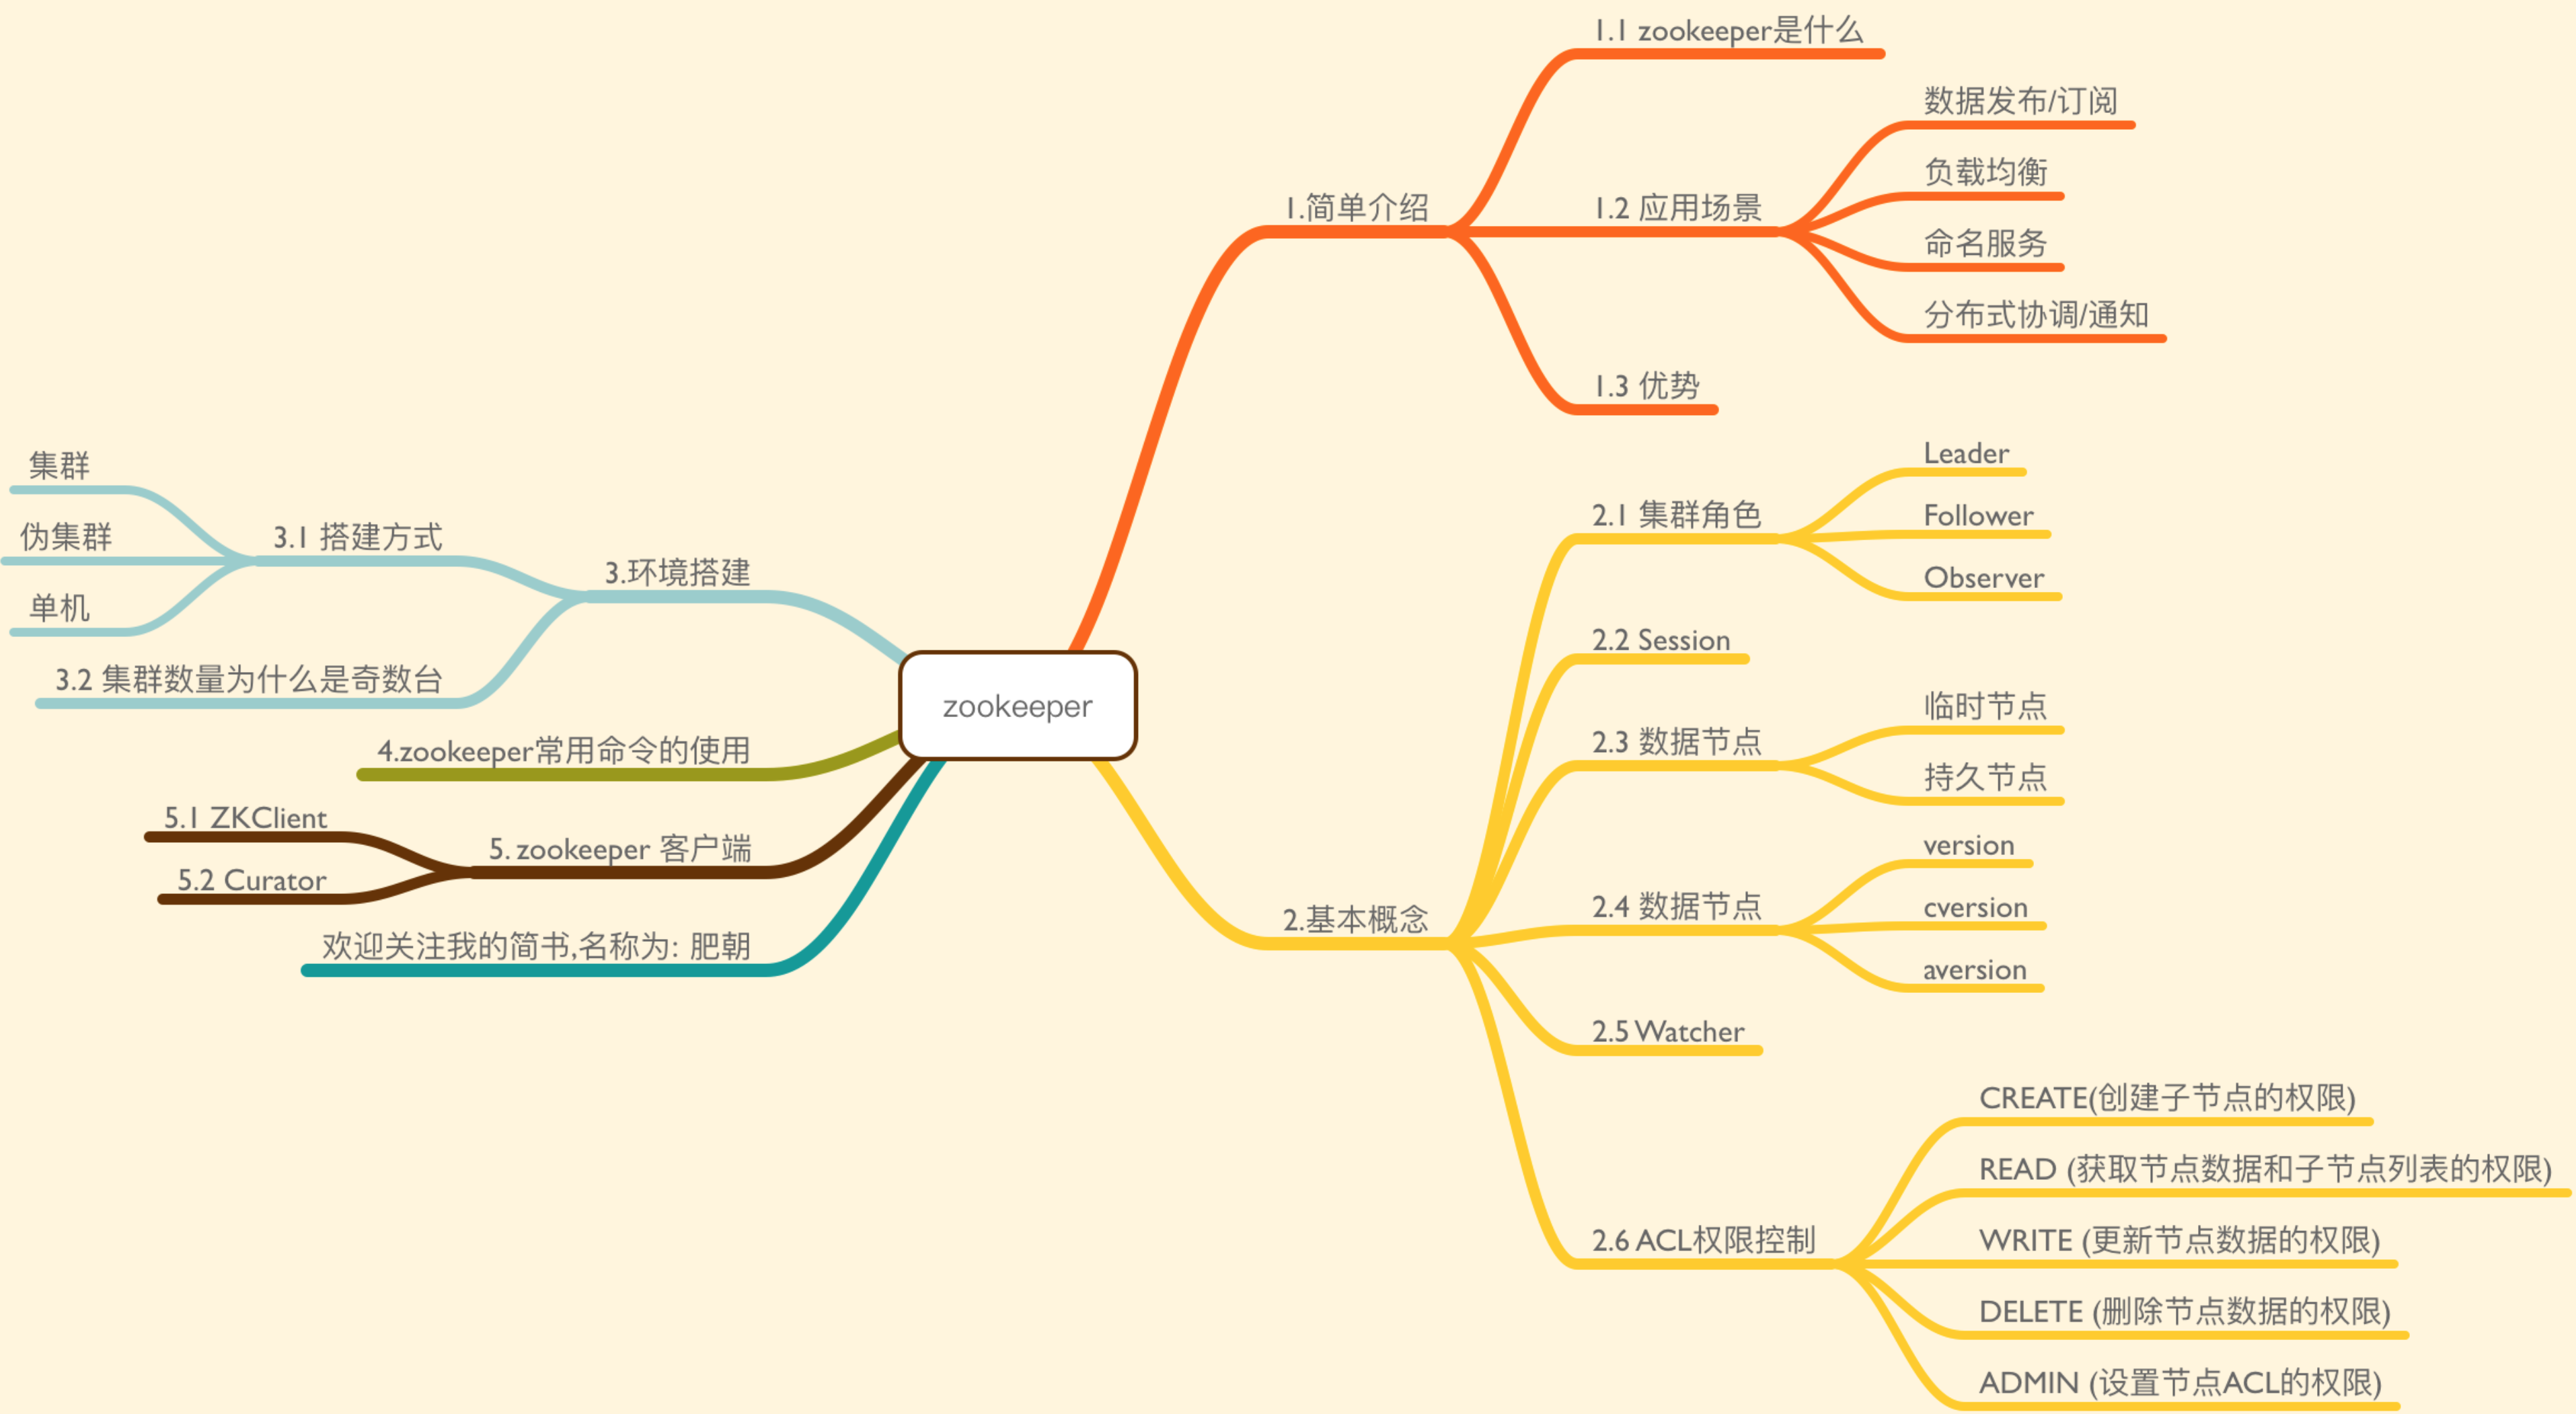 zookeeper
1.简单介绍
1.1 zookeeper是什么
1.2 应用场景
数据发布/订阅
负载均衡
命名服务
分布式协调/通知
1.3 优势
2.基本概念
2.1 集群角色
Leader
Follower
Observer
2.2 Session
2.3 数据节点
临时节点
持久节点
2.4 数据节点
version
cversion
aversion
2.5 Watcher
2.6 ACL权限控制
CREATE(创建子节点的权限)
READ (获取节点数据和子节点列表的权限)
WRITE (更新节点数据的权限)
DELETE (删除节点数据的权限)
ADMIN (设置节点ACL的权限)
3.环境搭建
3.1 搭建方式
集群
伪集群
单机
3.2 集群数量为什么是奇数台
4.zookeeper常用命令的使用
5. zookeeper 客户端
5.1 ZKClient
5.2 Curator
欢迎关注我的简书,名称为: 肥朝